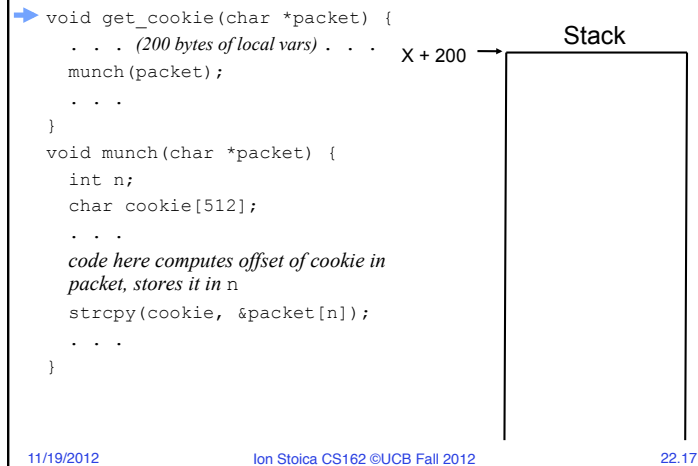 void get_cookie(char *packet) {
. . . (200 bytes of local vars) . . .
munch(packet);
. . .
}
void munch(char *packet) {
int n;
char cookie[512];
. . .
code here computes offset of cookie in
packet, stores it in n
strcpy(cookie, &packet[n]);
. . .
}
X + 200
Stack
11/19/2012
Ion Stoica CS162 ©UCB Fall 2012
22.17